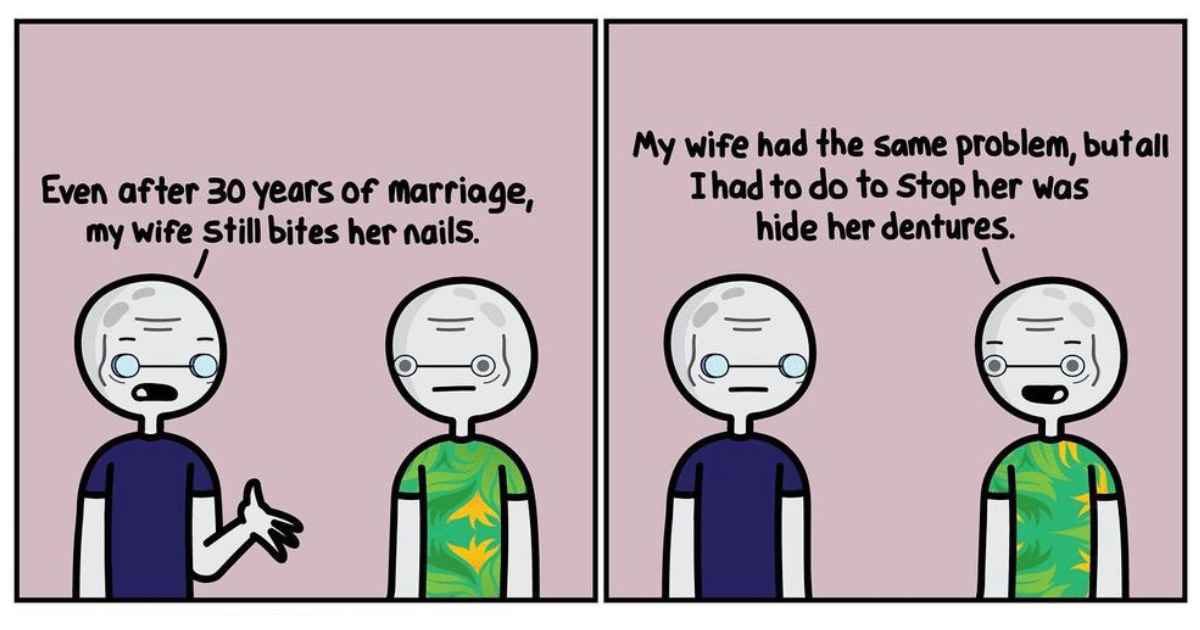 Even after 30 years of marriage,
my wife still bites her nails.
My wife had the same problem, but all
I had to do to stop her was
hide her dentures.